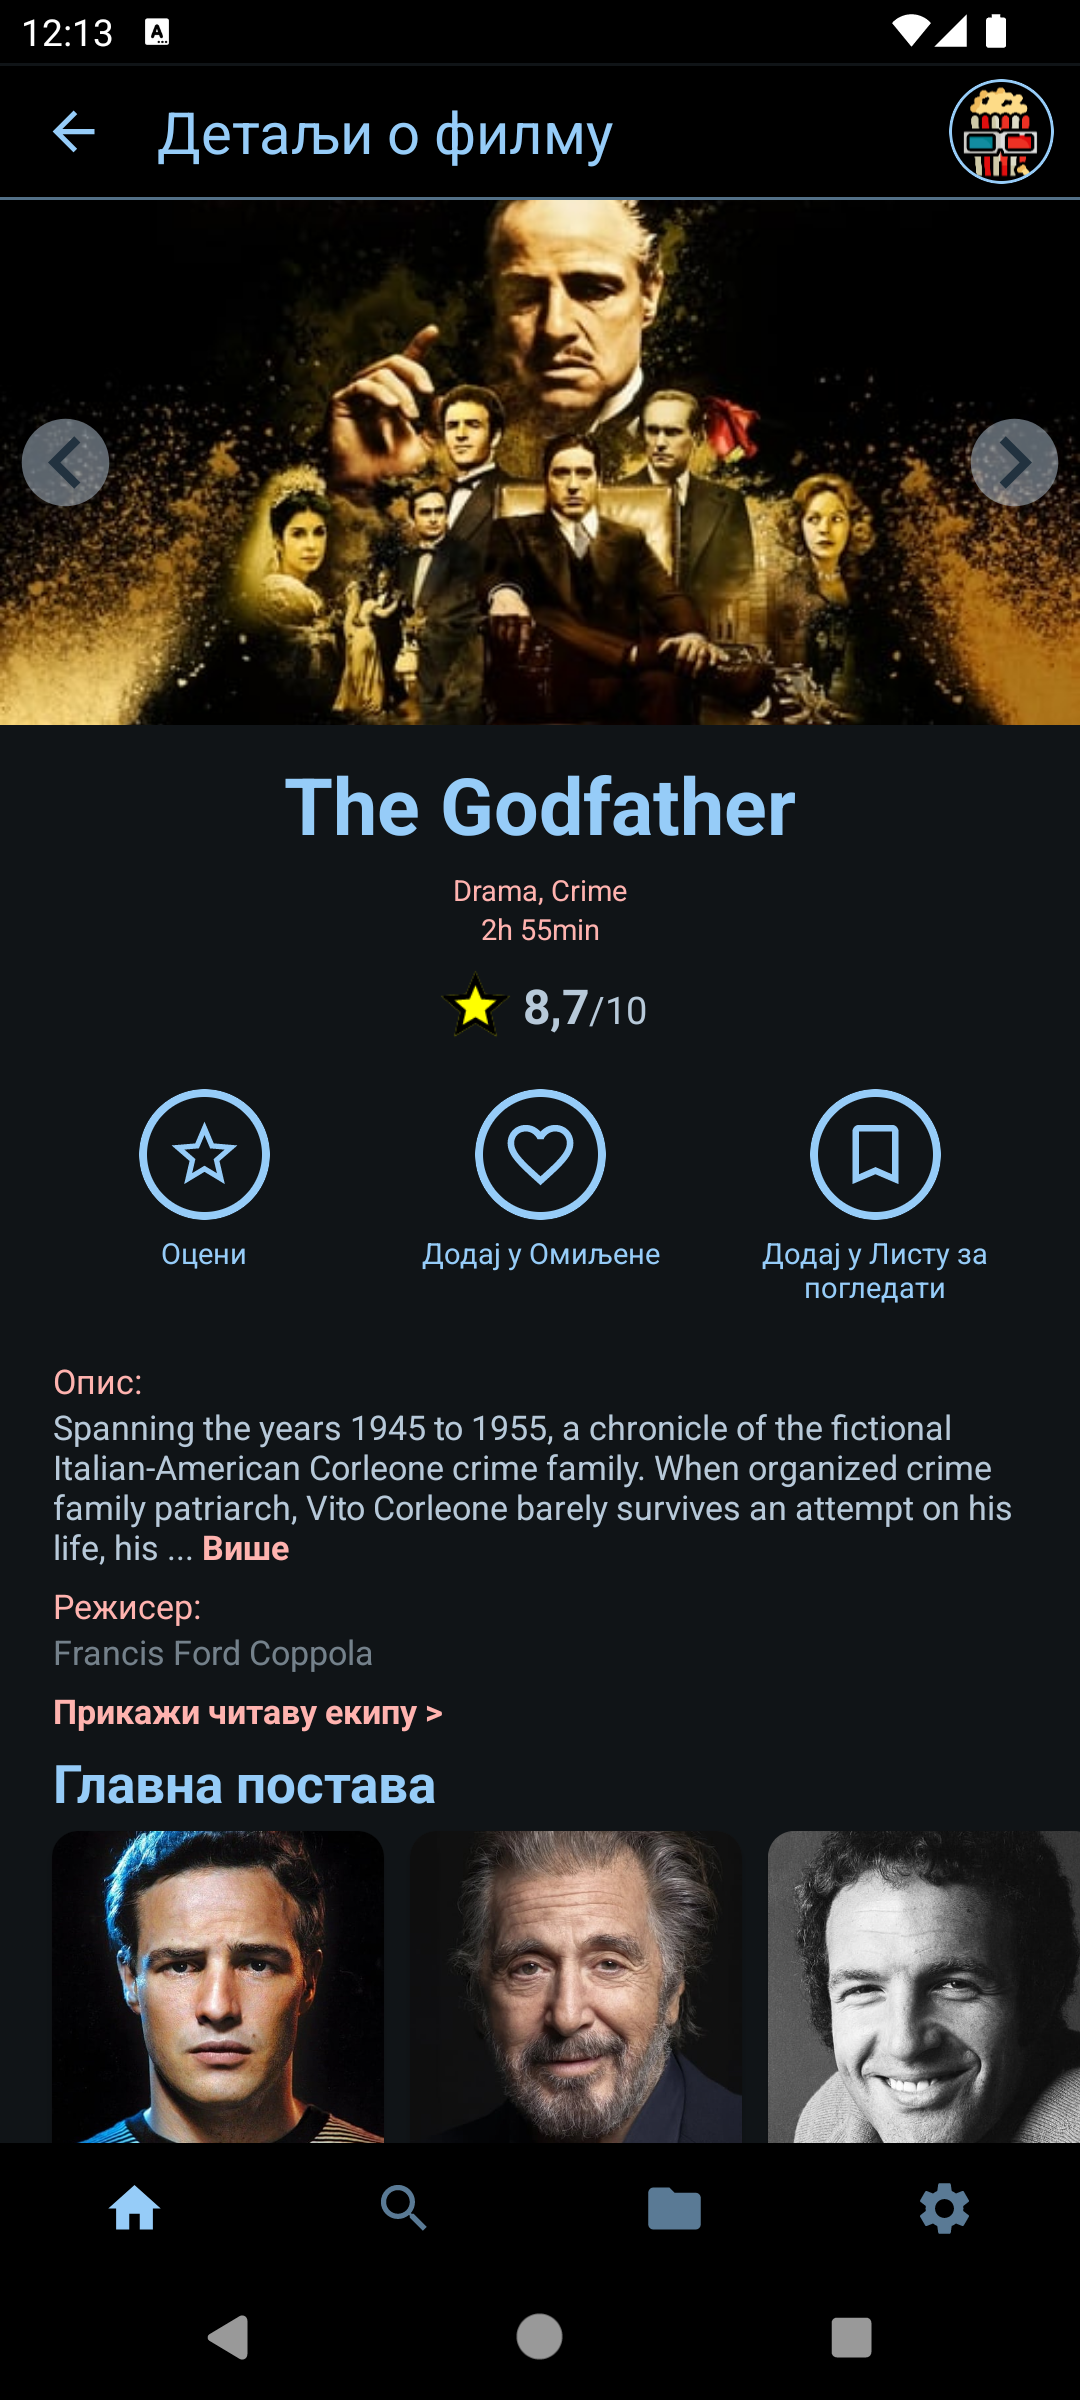 12:13
Детаљи о филму
The Godfather
Drama, Crime
2h 55min
8,7/10
Оцени
Додај у Омиљене
Додај у Листу за
погледати
Опис:
Spanning the years 1945 to 1955, a chronicle of the fictional
Italian-American Corleone crime family. When organized crime
family patriarch, Vito Corleone barely survives an attempt on his
life, his ... Више
Режисер:
Francis Ford Coppola
Прикажи читаву екипу >
Главна постава